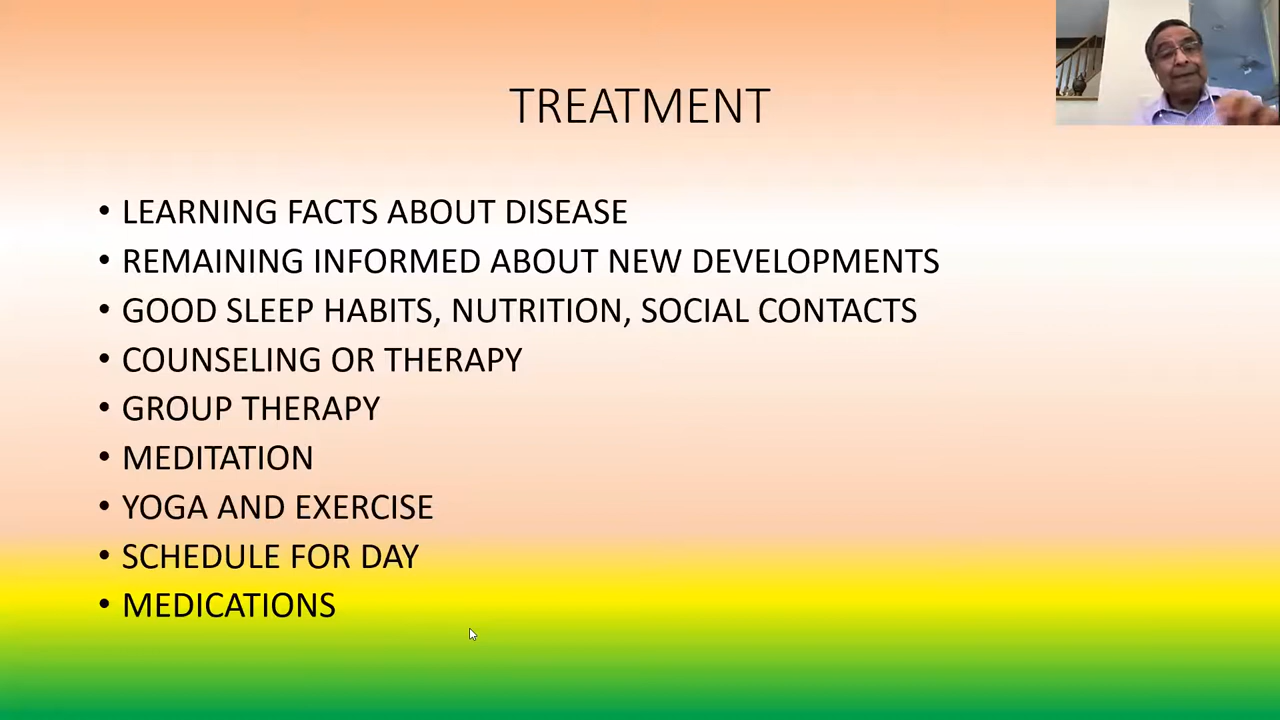 TREATMENT
• LEARNING FACTS ABOUT DISEASE
• REMAINING INFORMED ABOUT NEW DEVELOPMENTS
• GOOD SLEEP HABITS, NUTRITION, SOCIAL CONTACTS
• COUNSELING OR THERAPY
• GROUP THERAPY
• MEDITATION
• YOGA AND EXERCISE
• SCHEDULE FOR DAY
• MEDICATIONS